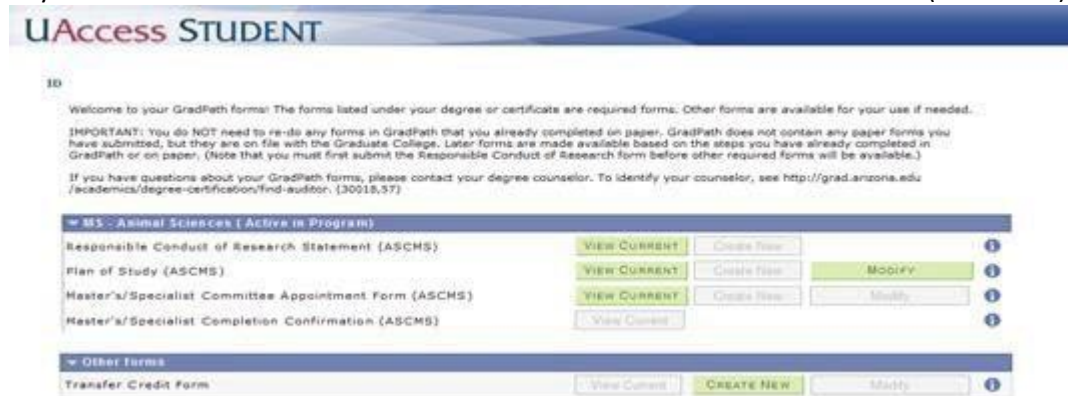 UACCESS STUDENT
ID
Welcome to your GradPath forms! The forms listed under your degree or certificate are required forms. Other forms are available for your use if needed.
IMPORTANT: You do NOT need to re-do any forms in GradPath that you already completed on paper. GradPath does not contain any paper forms you
have submitted, but they are on file with the Graduate College. Later forms are made available based on the steps you have already completed in
GradPath or on paper. (Note that you must first submit the Responsible Conduct of Research form before other required forms will be available.)
If you have questions about your GradPath forms, please contact your degree counselor. To identify your counselor, see http://grad.arizona.edu
/academics/degree-certification/find-auditor. (30018,57)
MS - Animal Sciences ( Active in Program)
Responsible Conduct of Research Statement (ASCMS) VIEW CURRENT Create New
Plan of Study (ASCMS) VIEW CURRENT Create New MODIFY
Master's/Specialist Committee Appointment Form (ASCMS) VIEW CURRENT Create New Modify
Master's/Specialist Completion Confirmation (ASCMS) View Current
Other forms
Transfer Credit Form View Current CREATE NEW Modify